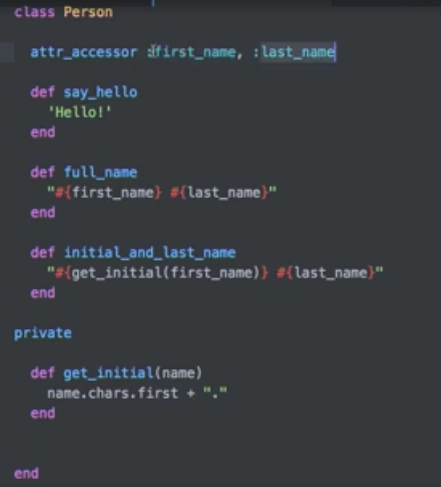 class Person
attr_accessor :first_name, :last_name
def say_hello
'Hello!'
end
def full_name
"#{first_name} #{last_name}"
end
def initial_and_last_name
"#{get_initial(first_name)} #{last_name}"
end
private
def get_initial(name)
name.chars.first + "."
end
end